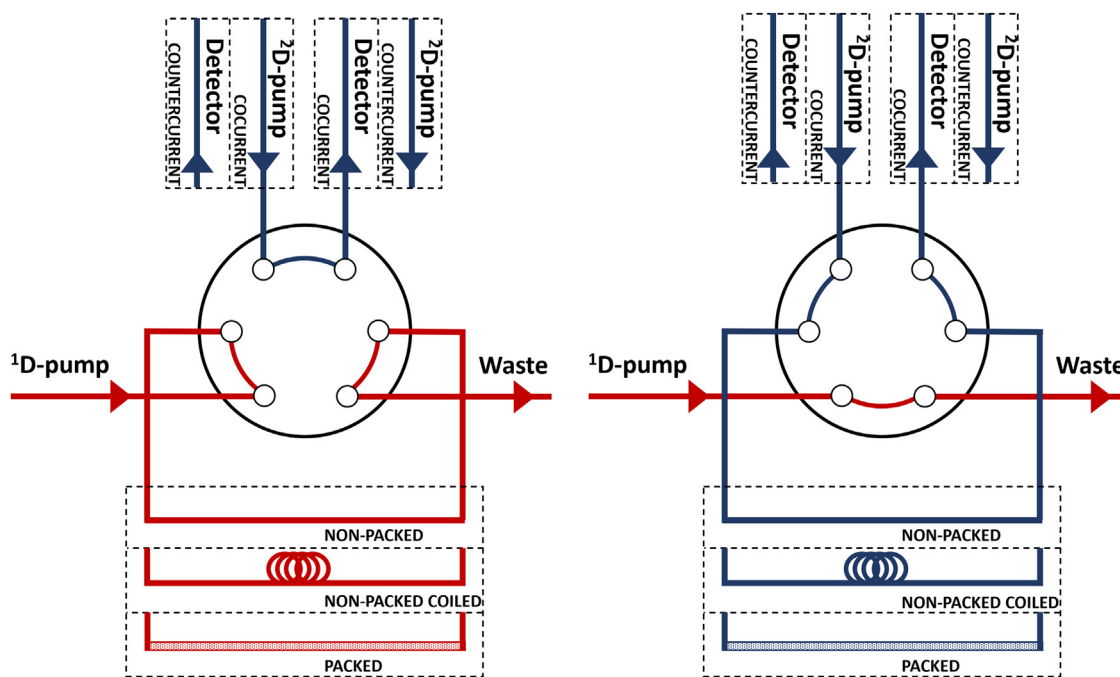 COUNTERCURRENT
Detector
COCURRENT
²D-pump
COCURRENT
Detector
COUNTERCURRENT
²D-pump
¹D-pump
Waste
NON-PACKED
NON-PACKED COILED
PACKED
COUNTERCURRENT
Detector
COCURRENT
²D-pump
COCURRENT
Detector
COUNTERCURRENT
²D-pump
¹D-pump
Waste
NON-PACKED
NON-PACKED COILED
PACKED